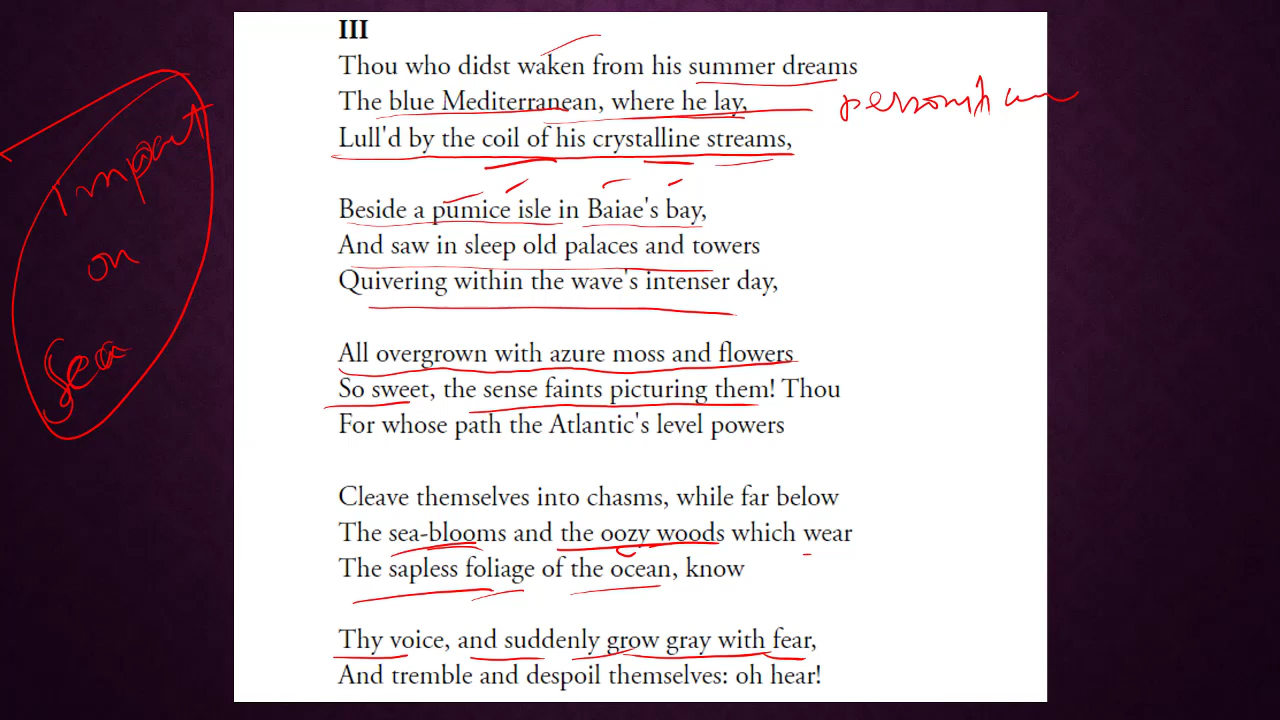 III
Thou who didst waken from his summer dreams
The blue Mediterranean, where he lay,
Lull'd by the coil of his crystalline streams,
Beside a pumice isle in Baiae's bay,
And saw in sleep old palaces and towers
Quivering within the wave's intenser day,
All overgrown with azure moss and flowers
So sweet, the sense faints picturing them! Thou
For whose path the Atlantic's level powers
Cleave themselves into chasms, while far below
The sea-blooms and the oozy woods which wear
The sapless foliage of the ocean, know
Thy voice, and suddenly grow gray with fear,
And tremble and despoil themselves: oh hear!
Impact
on
Sea